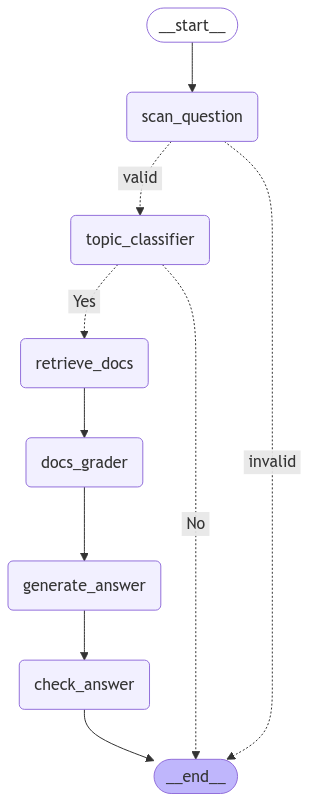 __start__
scan_question
valid
topic_classifier
Yes
retrieve_docs
docs_grader
invalid
No
generate_answer
check_answer
__end__